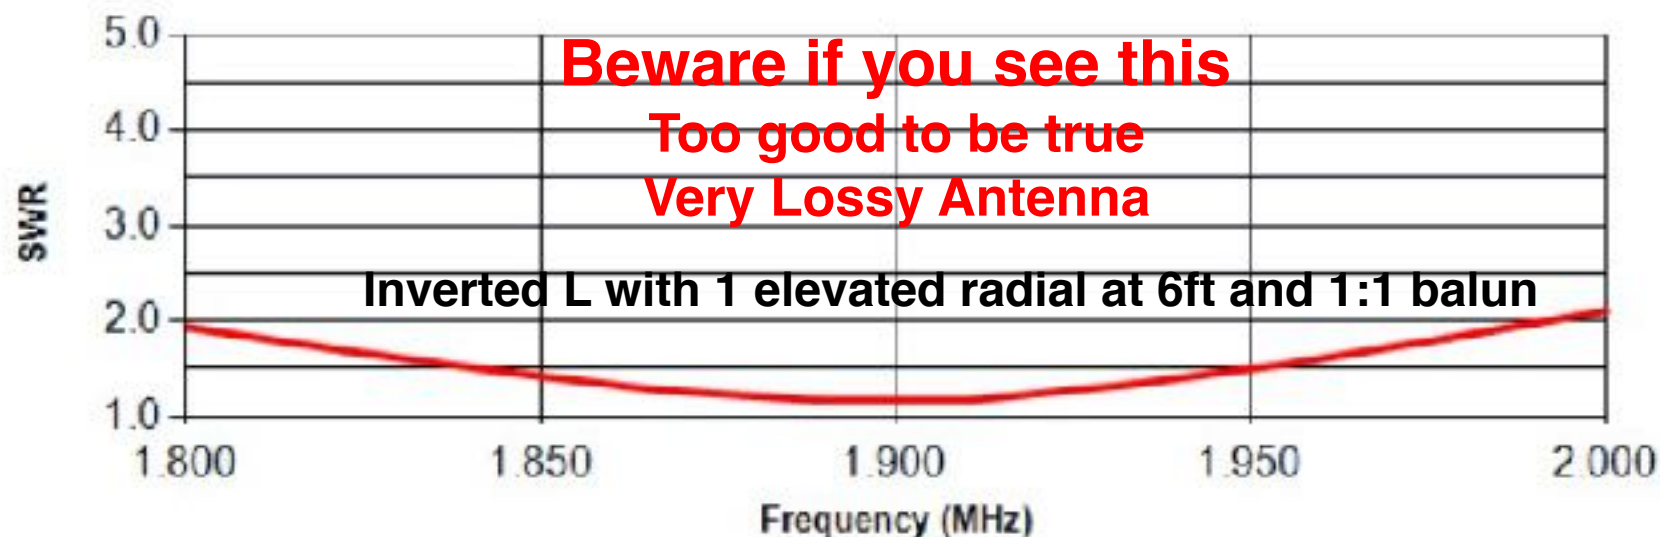 5.0
Beware if you see this
4.0
Too good to be true
Very Lossy Antenna
SWR
3.0
Inverted L with 1 elevated radial at 6ft and 1:1 balun
2.0
1.0
1.800 1.850 1.900 1.950 2.000
Frequency (MHz)